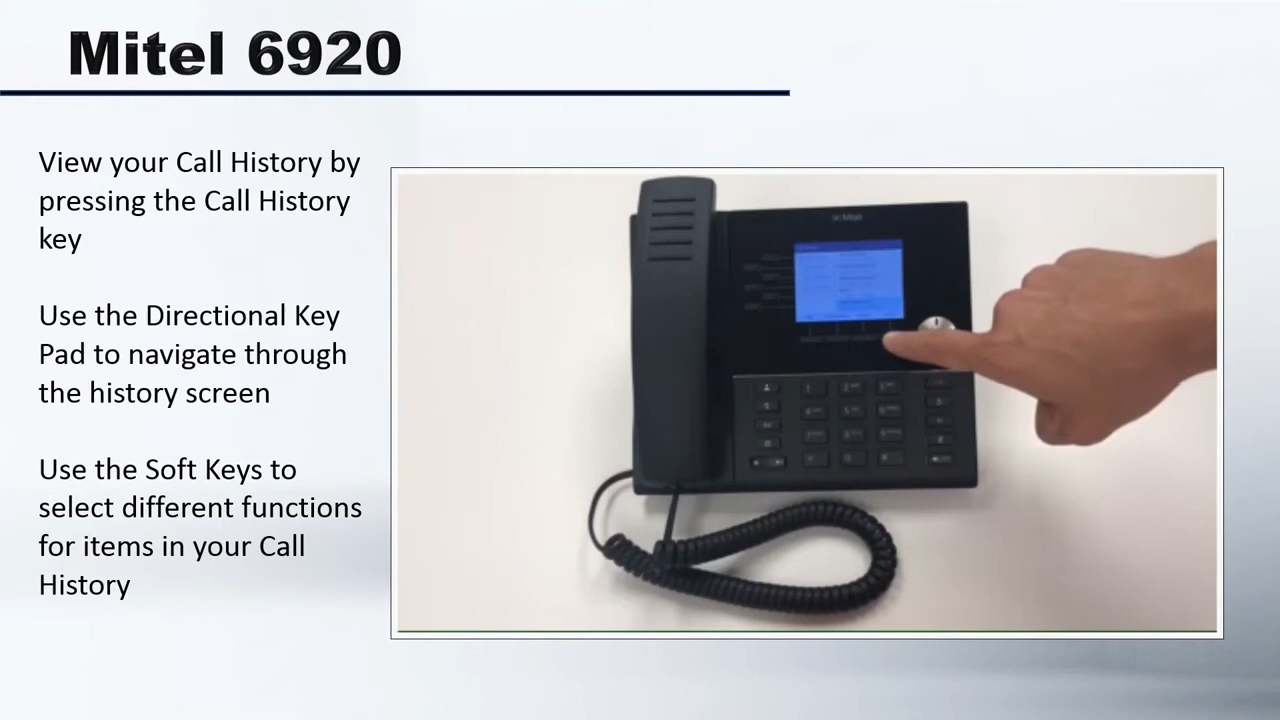 Mitel 6920
View your Call History by
pressing the Call History
key
Use the Directional Key
Pad to navigate through
the history screen
Use the Soft Keys to
select different functions
for items in your Call
History
Mitel